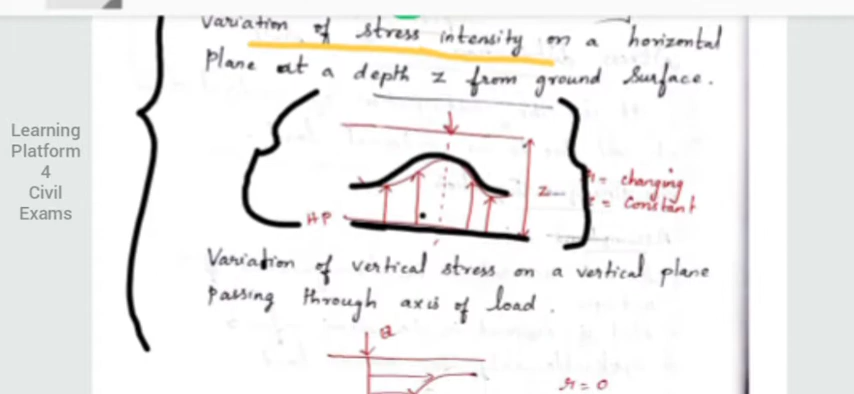 Variation of stress intensity on a horizontal
Plane at a depth z from ground surface.
Learning
Platform
4
Civil
Exams
z
r = changing
z = constant
HP
Variation of vertical stress on a vertical plane
passing through axis of load.
Q
r = 0